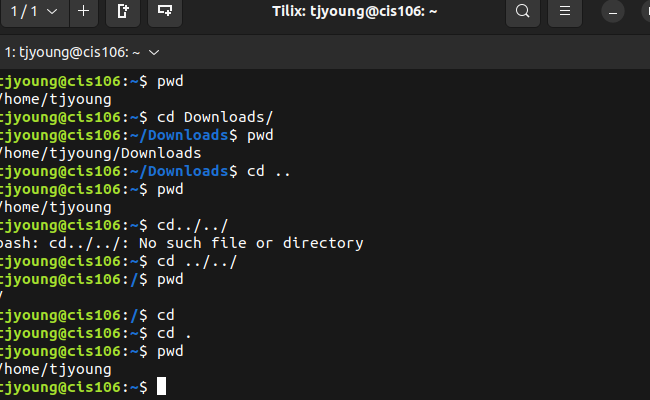 1 / 1
Tilix: tjyoung@cis106: ~
1: tjyoung@cis106: ~
tjyoung@cis106:~$ pwd
/home/tjyoung
tjyoung@cis106:~$ cd Downloads/
tjyoung@cis106:~/Downloads$ pwd
/home/tjyoung/Downloads
tjyoung@cis106:~/Downloads$ cd ..
tjyoung@cis106:~$ pwd
/home/tjyoung
tjyoung@cis106:~$ cd../../
bash: cd../../: No such file or directory
tjyoung@cis106:~$ cd ../../
tjyoung@cis106:/$ pwd
/
tjyoung@cis106:/$ cd
tjyoung@cis106:~$ cd .
tjyoung@cis106:~$ pwd
/home/tjyoung
tjyoung@cis106:~$